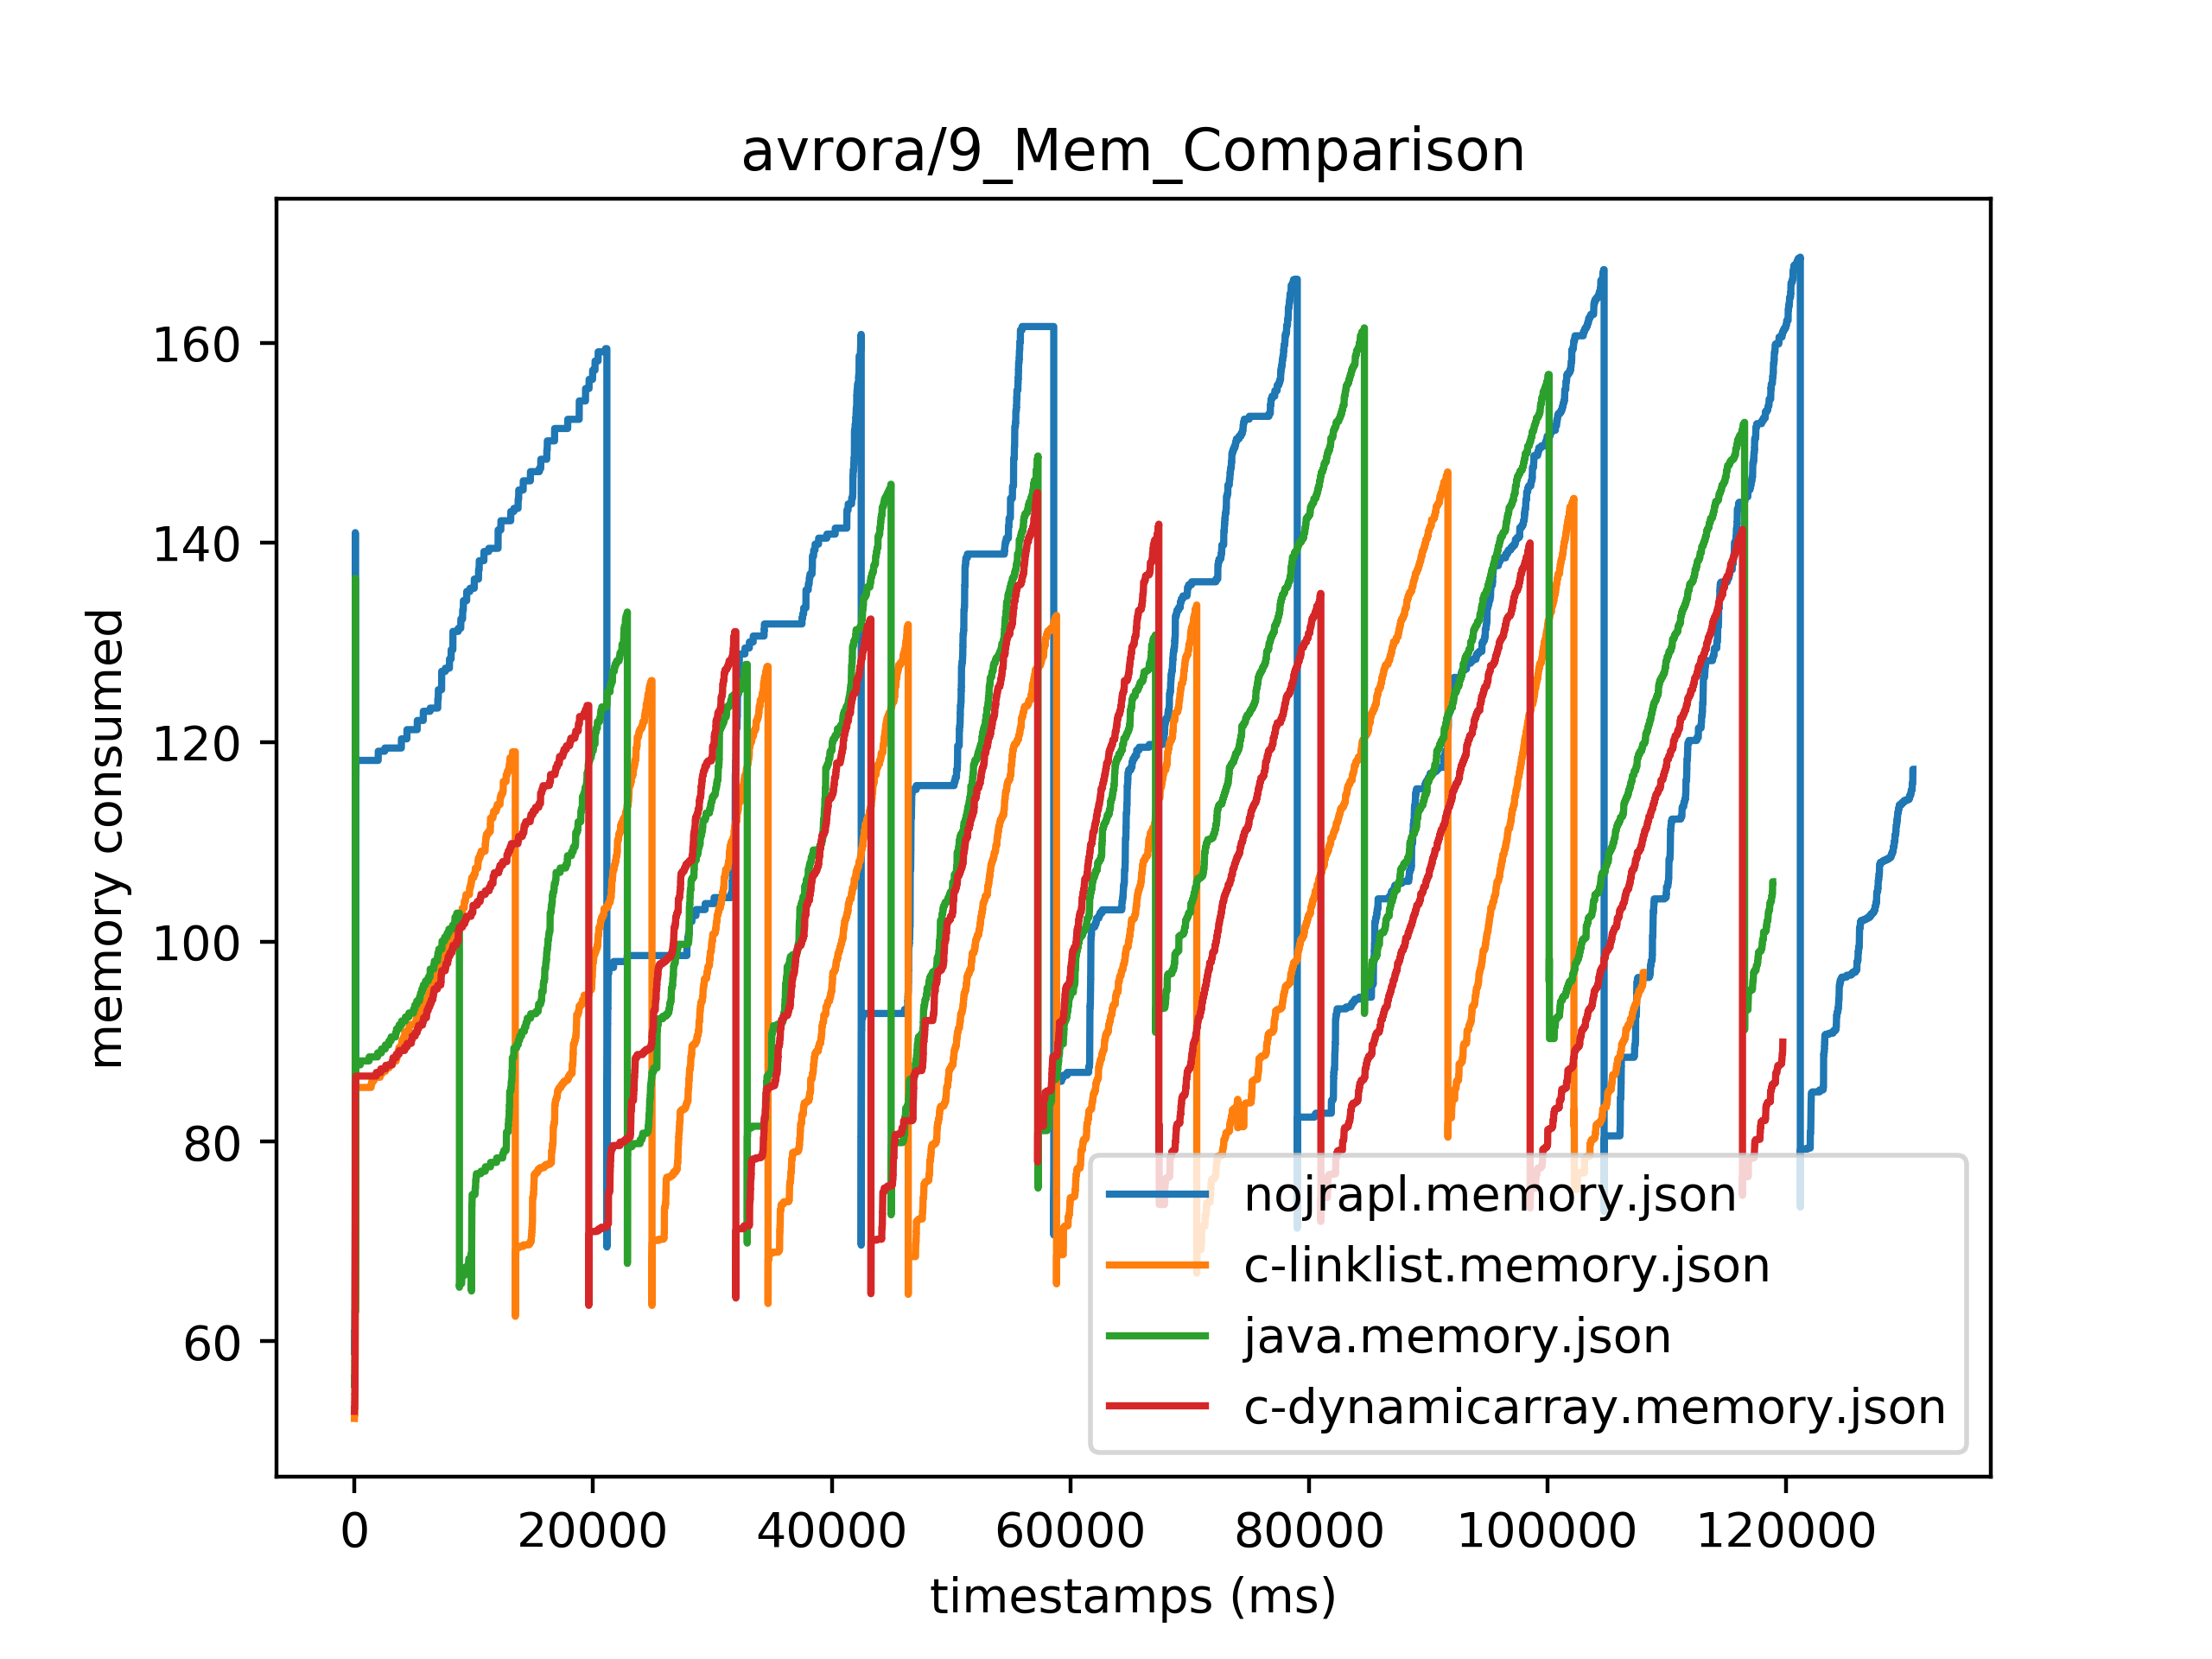 avrora/9_Mem_Comparison
memory consumed
160
140
120
100
80
60
nojrapl.memory.json
c-linklist.memory.json
java.memory.json
c-dynamicarray.memory.json
0 20000 40000 60000 80000 100000 120000
timestamps (ms)